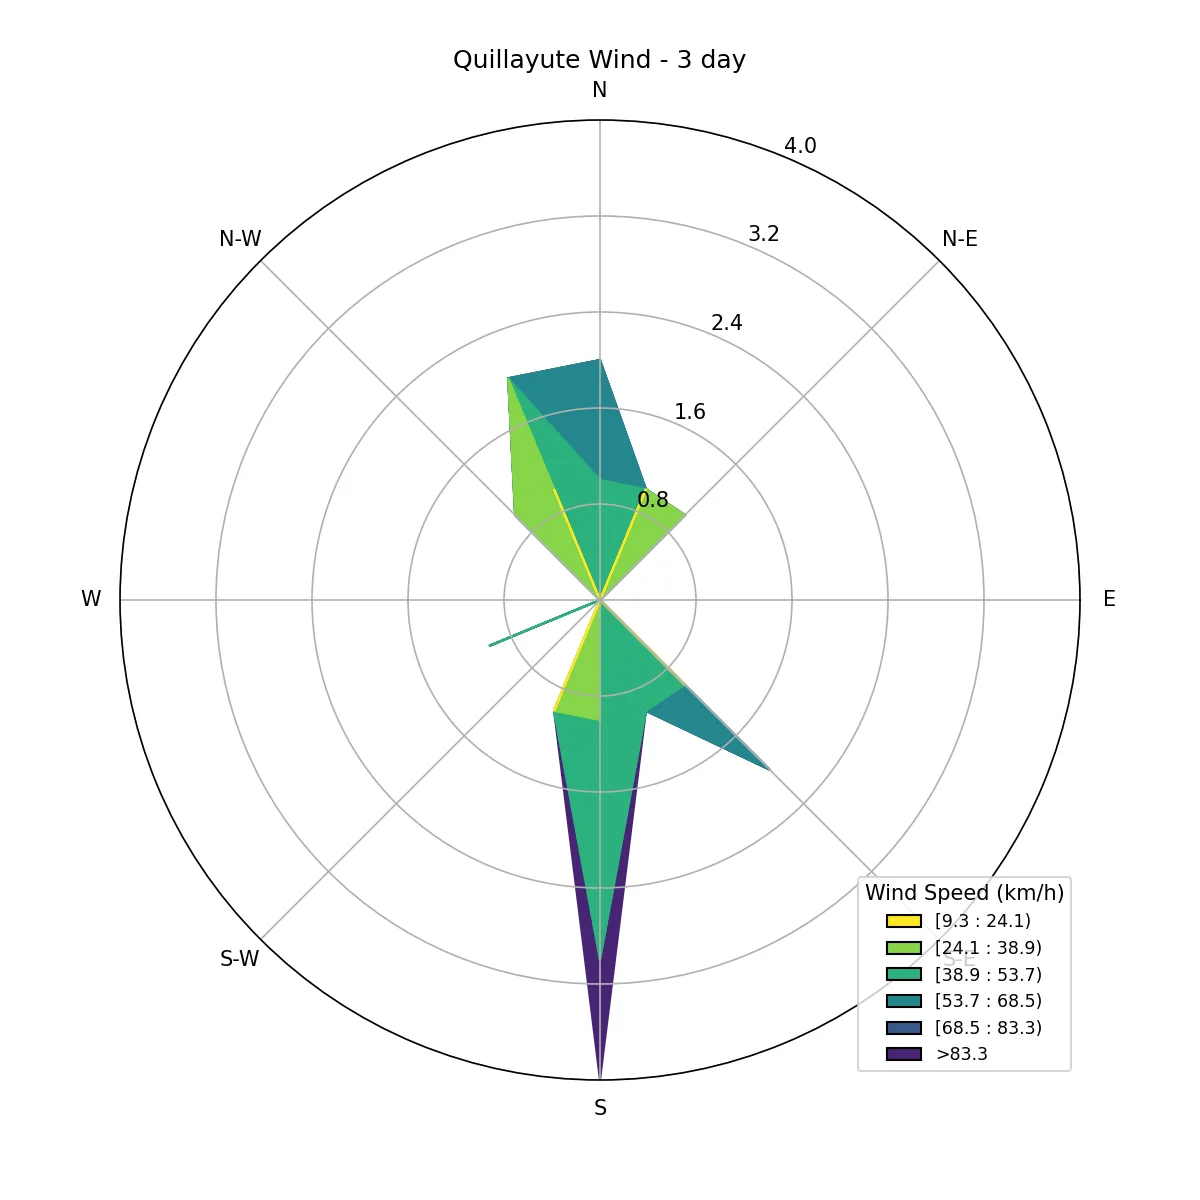 Quillayute Wind - 3 day
N
4.0
N-W
3.2
N-E
2.4
1.6
0.8
W
E
Wind Speed (km/h)
[9.3 : 24.1)
[24.1 : 38.9)
S-W
S-E
[38.9 : 53.7)
[53.7 : 68.5)
[68.5 : 83.3)
>83.3
S